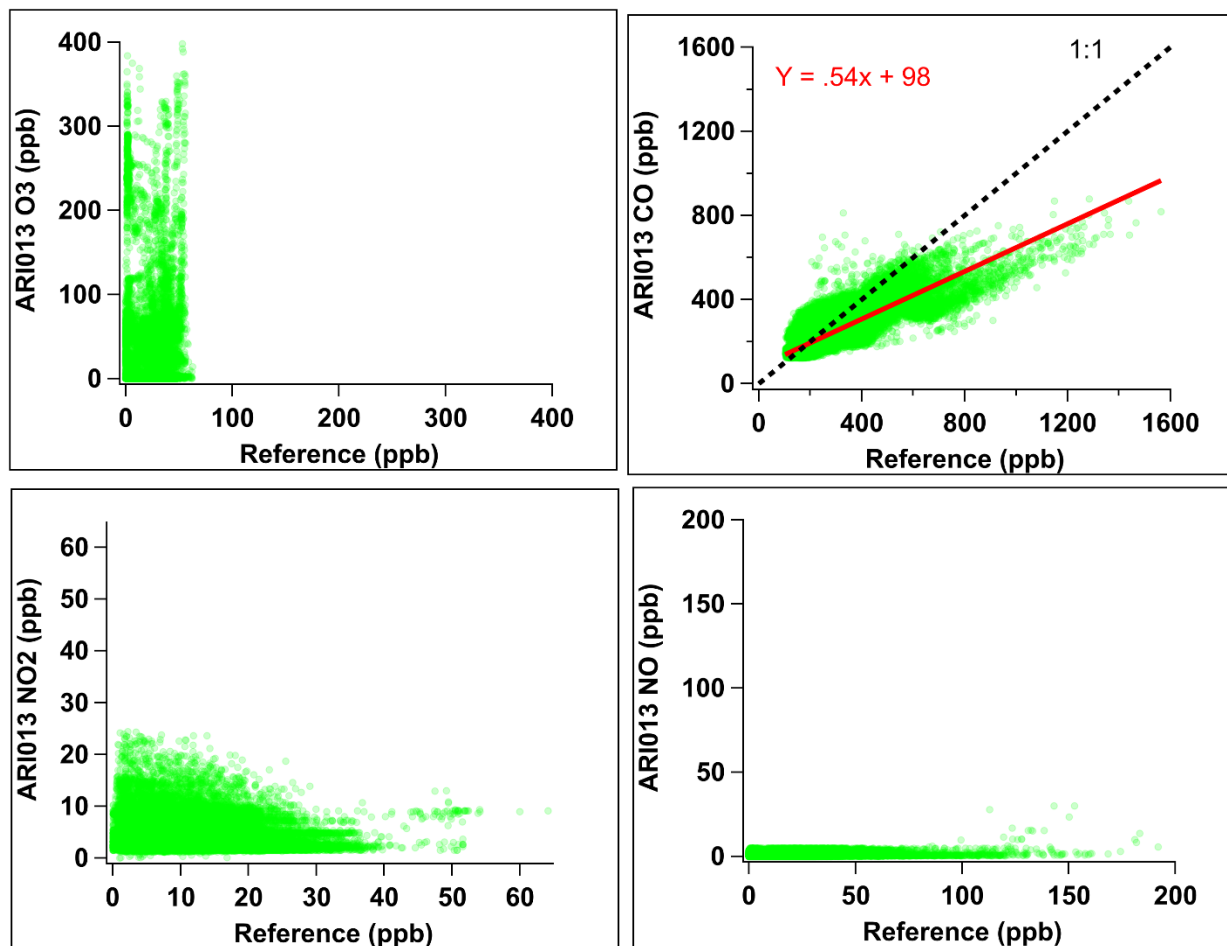 400
300
200
100
0
ARI013 O3 (ppb)
0 100 200 300 400
Reference (ppb)
1600
1200
800
400
0
ARI013 CO (ppb)
Y = .54x + 98
1:1
0 400 800 1200 1600
Reference (ppb)
60
50
40
30
20
10
0
ARI013 NO2 (ppb)
0 10 20 30 40 50 60
Reference (ppb)
200
150
100
50
0
ARI013 NO (ppb)
0 50 100 150 200
Reference (ppb)